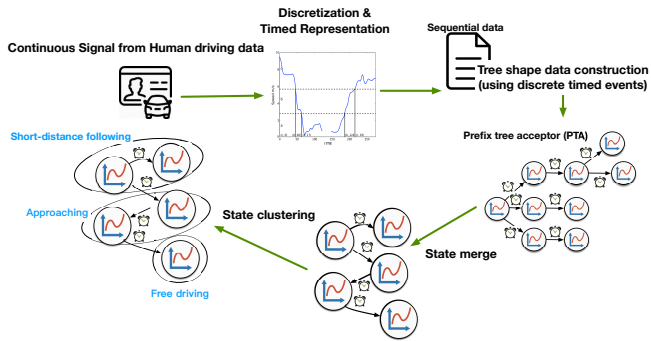 Discretization &
Timed Representation
Continuous Signal from Human driving data
Sequential data
Tree shape data construction
(using discrete timed events)
Prefix tree acceptor (PTA)
Short-distance following
Approaching
State clustering
State merge
Free driving